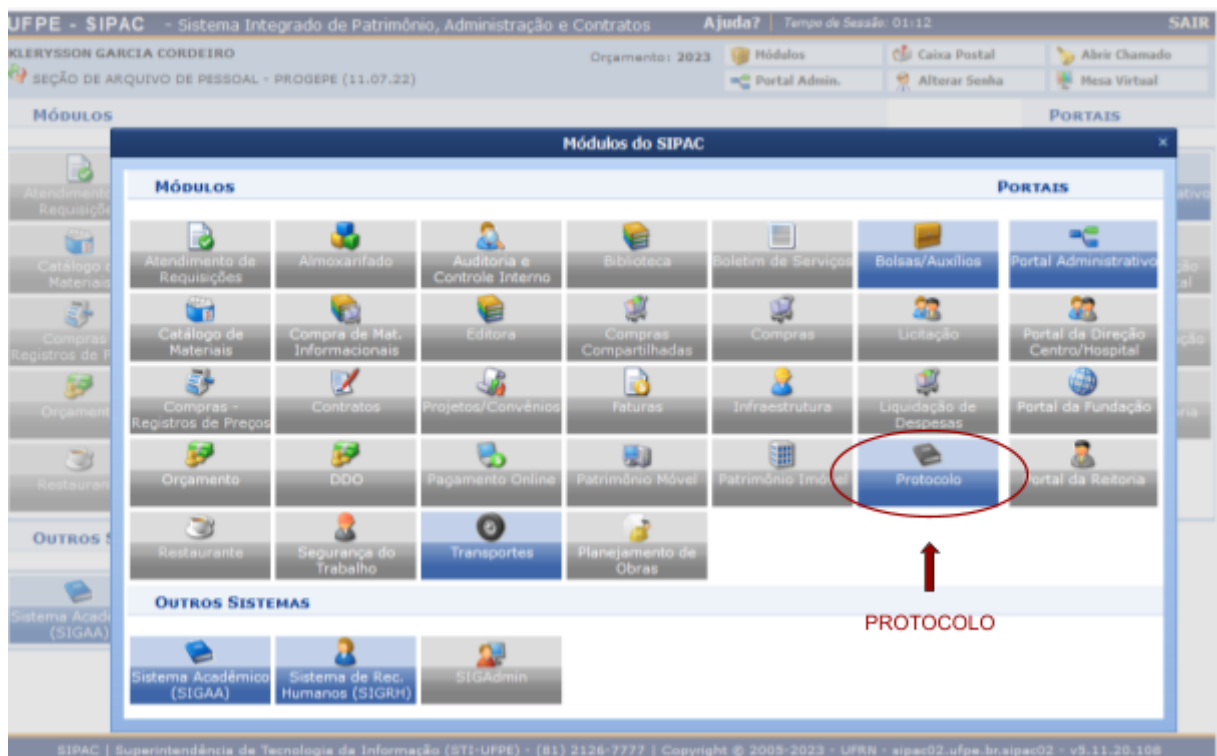 UFPE - SIPAC - Sistema Integrado de Patrimônio, Administração e Contratos Ajuda? Tempo de Sessão: 01:12 SAIR
KLERYSSON GARCIA CORDEIRO Orçamento: 2023 Módulos Caixa Postal Abrir Chamado
SEÇÃO DE ARQUIVO DE PESSOAL - PROGEPE (11.07.22) Portal Admin. Alterar Senha Mesa Virtual
MÓDULOS PORTAIS
Módulos do SIPAC ×
MÓDULOS PORTAIS
Atendimento de Requisições
Almoxarifado
Auditoria e Controle Interno
Biblioteca
Boletim de Serviços
Bolsas/Auxílios
Portal Administrativo
Catálogo de Materiais
Compra de Mat. Informacionais
Editora
Compras Compartilhadas
Compras
Licitação
Portal da Direção Centro/Hospital
Compras - Registros de Preços
Contratos
Projetos/Convênios
Faturas
Infraestrutura
Liquidação de Despesas
Portal da Fundação
Orçamento
DDO
Pagamento Online
Patrimônio Móvel
Patrimônio Imóvel
Protocolo
Portal da Reitoria
Restaurante
Segurança do Trabalho
Transportes
Planejamento de Obras
OUTROS SISTEMAS
PROTOCOLO
Sistema Acadêmico (SIGAA)
Sistema de Rec. Humanos (SIGRH)
SIGAdmin
SIPAC | Superintendência de Tecnologia da Informação (STI-UFPE) - (81) 2126-7777 | Copyright © 2005-2023 - UFRN - sipac02.ufpe.br.sipac02 - v5.11.20.108